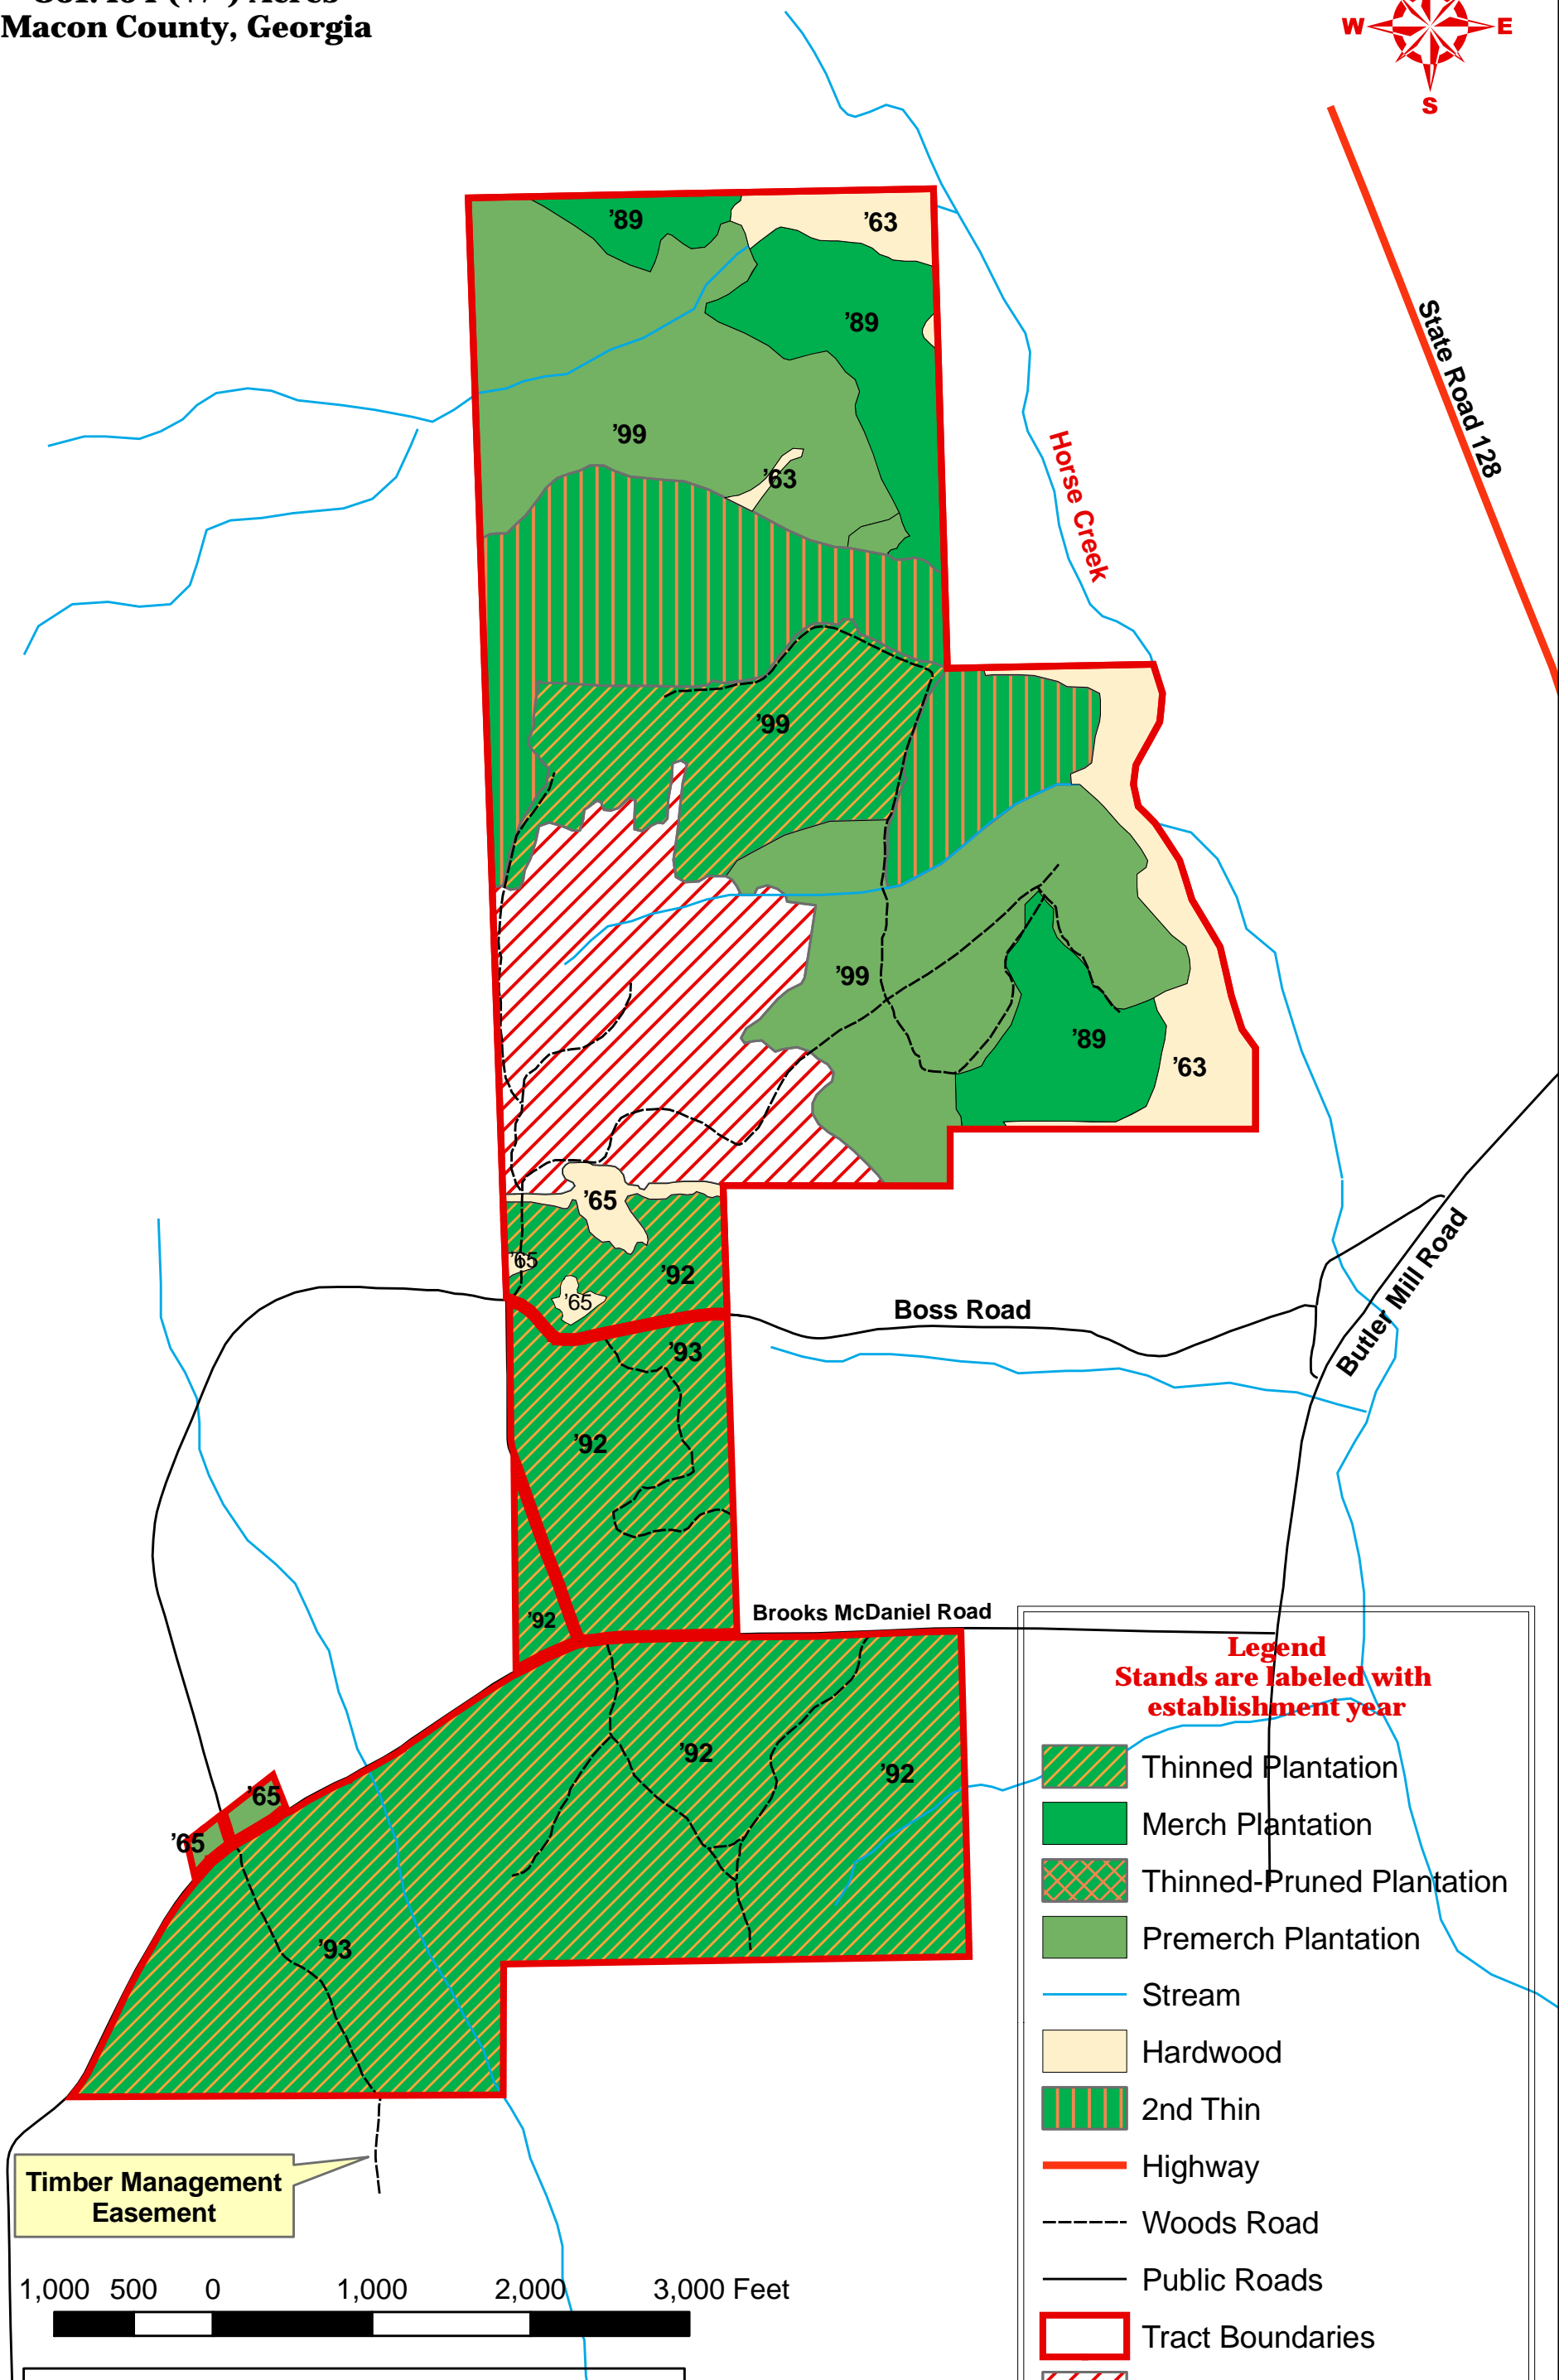 Macon County, Georgia
W
E
S
'89
'63
'89
State Road 128
'99
'63
Horse Creek
'99
'99
'89
'63
'65
'65
'92
'65
Boss Road
Butler Mill Road
'93
'92
'92
Brooks McDaniel Road
Legend
Stands are labeled with
establishment year
Thinned Plantation
Merch Plantation
Thinned-Pruned Plantation
Premerch Plantation
Stream
Hardwood
2nd Thin
Highway
Woods Road
Public Roads
Tract Boundaries
'92
'92
'65
'65
'93
Timber Management
Easement
1,000 500 0 1,000 2,000 3,000 Feet